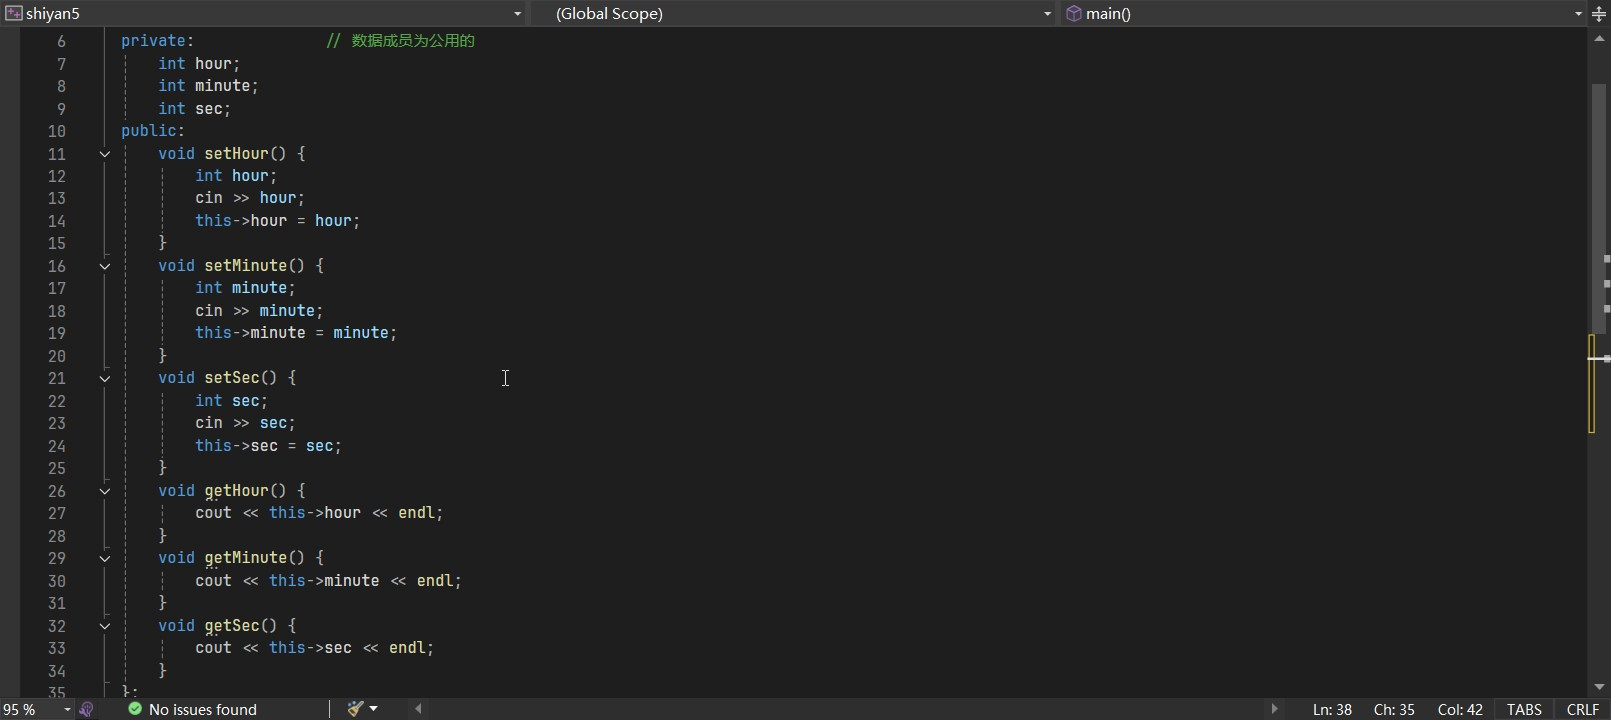 shiyan5 (Global Scope) main()
6 private: // 数据成员为公用的
7 int hour;
8 int minute;
9 int sec;
10 public:
11 void setHour() {
12 int hour;
13 cin >> hour;
14 this->hour = hour;
15 }
16 void setMinute() {
17 int minute;
18 cin >> minute;
19 this->minute = minute;
20 }
21 void setSec() {
22 int sec;
23 cin >> sec;
24 this->sec = sec;
25 }
26 void getHour() {
27 cout << this->hour << endl;
28 }
29 void getMinute() {
30 cout << this->minute << endl;
31 }
32 void getSec() {
33 cout << this->sec << endl;
34 }
35 };
95 % No issues found Ln: 38 Ch: 35 Col: 42 TABS CRLF